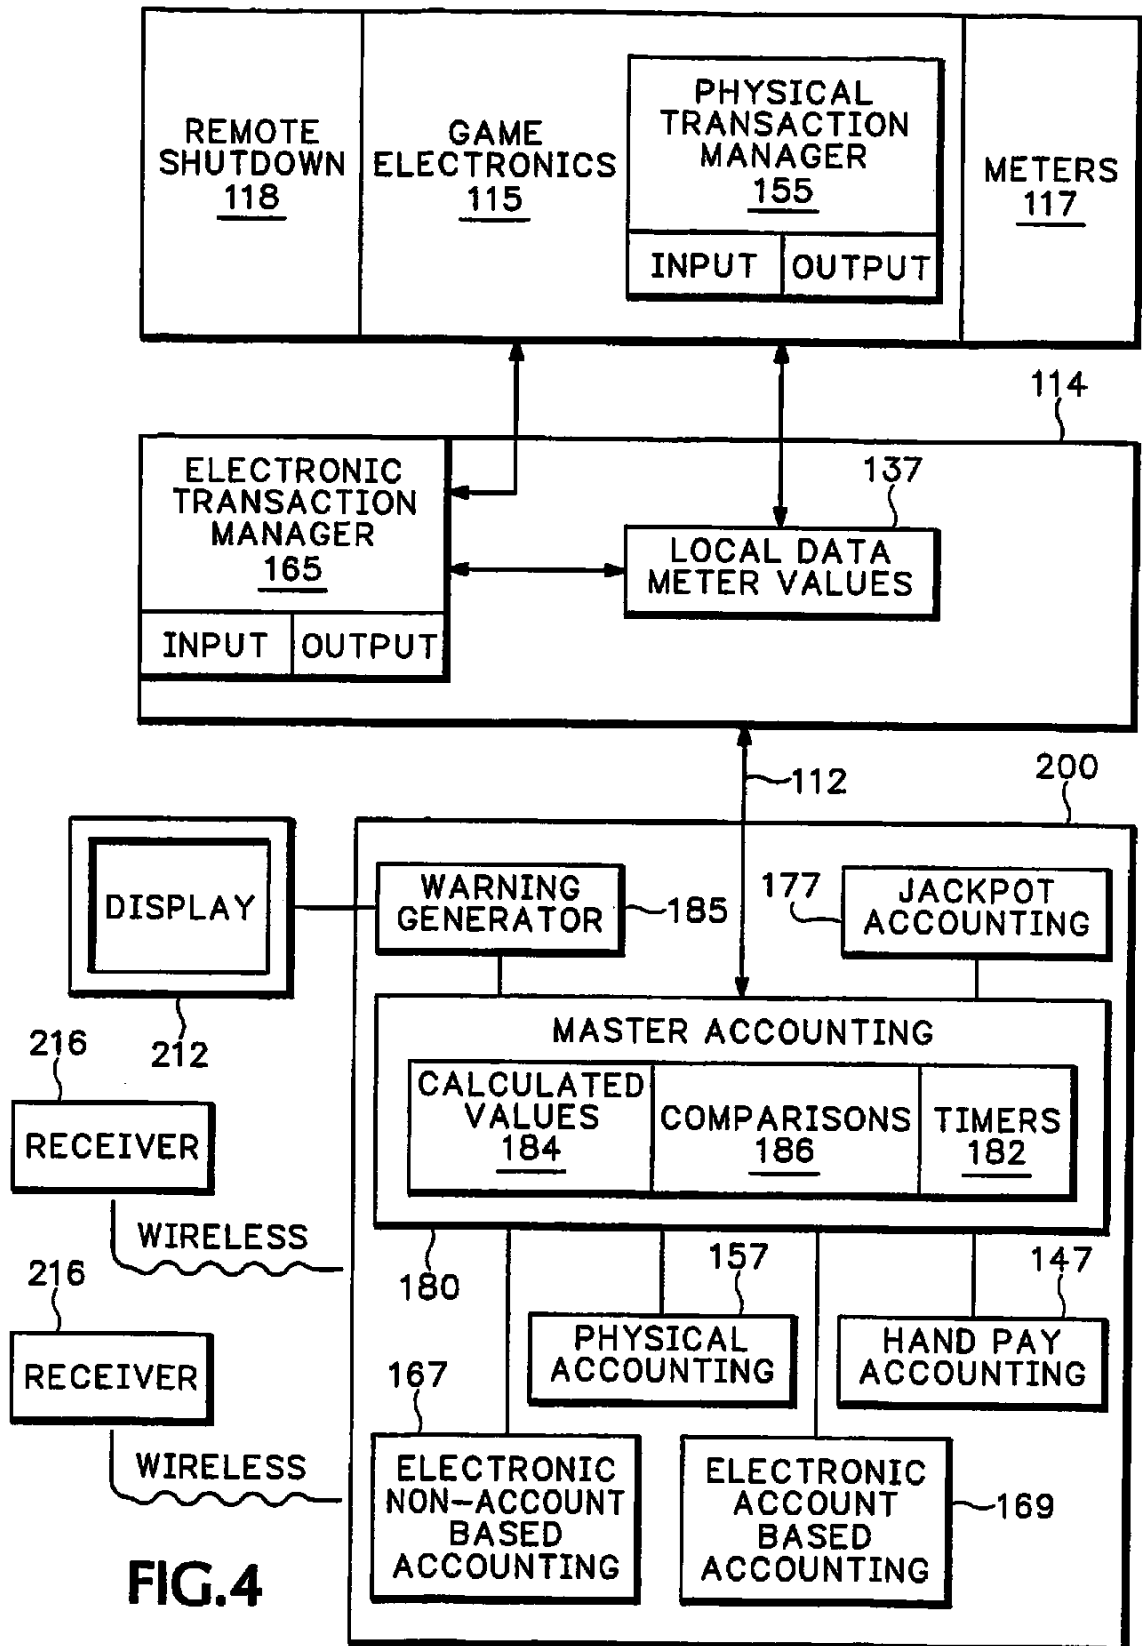 REMOTE
SHUTDOWN
118
GAME
ELECTRONICS
115
PHYSICAL
TRANSACTION
MANAGER
155
INPUT
OUTPUT
METERS
117
114
ELECTRONIC
TRANSACTION
MANAGER
165
INPUT
OUTPUT
137
LOCAL DATA
METER VALUES
112
200
DISPLAY
212
WARNING
GENERATOR
185
177
JACKPOT
ACCOUNTING
MASTER ACCOUNTING
CALCULATED
VALUES
184
COMPARISONS
186
TIMERS
182
180
216
RECEIVER
WIRELESS
216
RECEIVER
WIRELESS
157
PHYSICAL
ACCOUNTING
147
HAND PAY
ACCOUNTING
167
ELECTRONIC
NON-ACCOUNT
BASED
ACCOUNTING
ELECTRONIC
ACCOUNT
BASED
ACCOUNTING
169
FIG.4